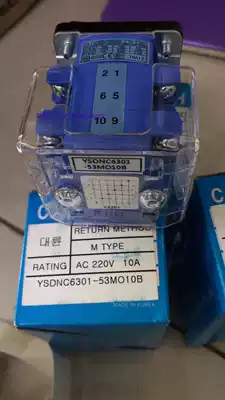 2 1
6 5
10 9
YSDNC6301
-53MO10B
C
대룡
RETURN METHOD
M TYPE
RATING
AC 220V 10A
YSDNC6301-53MO10B
MADE IN KOREA